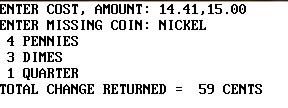 ENTER COST, AMOUNT: 14.41,15.00
ENTER MISSING COIN: NICKEL
4 PENNIES
3 DIMES
1 QUARTER
TOTAL CHANGE RETURNED = 59 CENTS